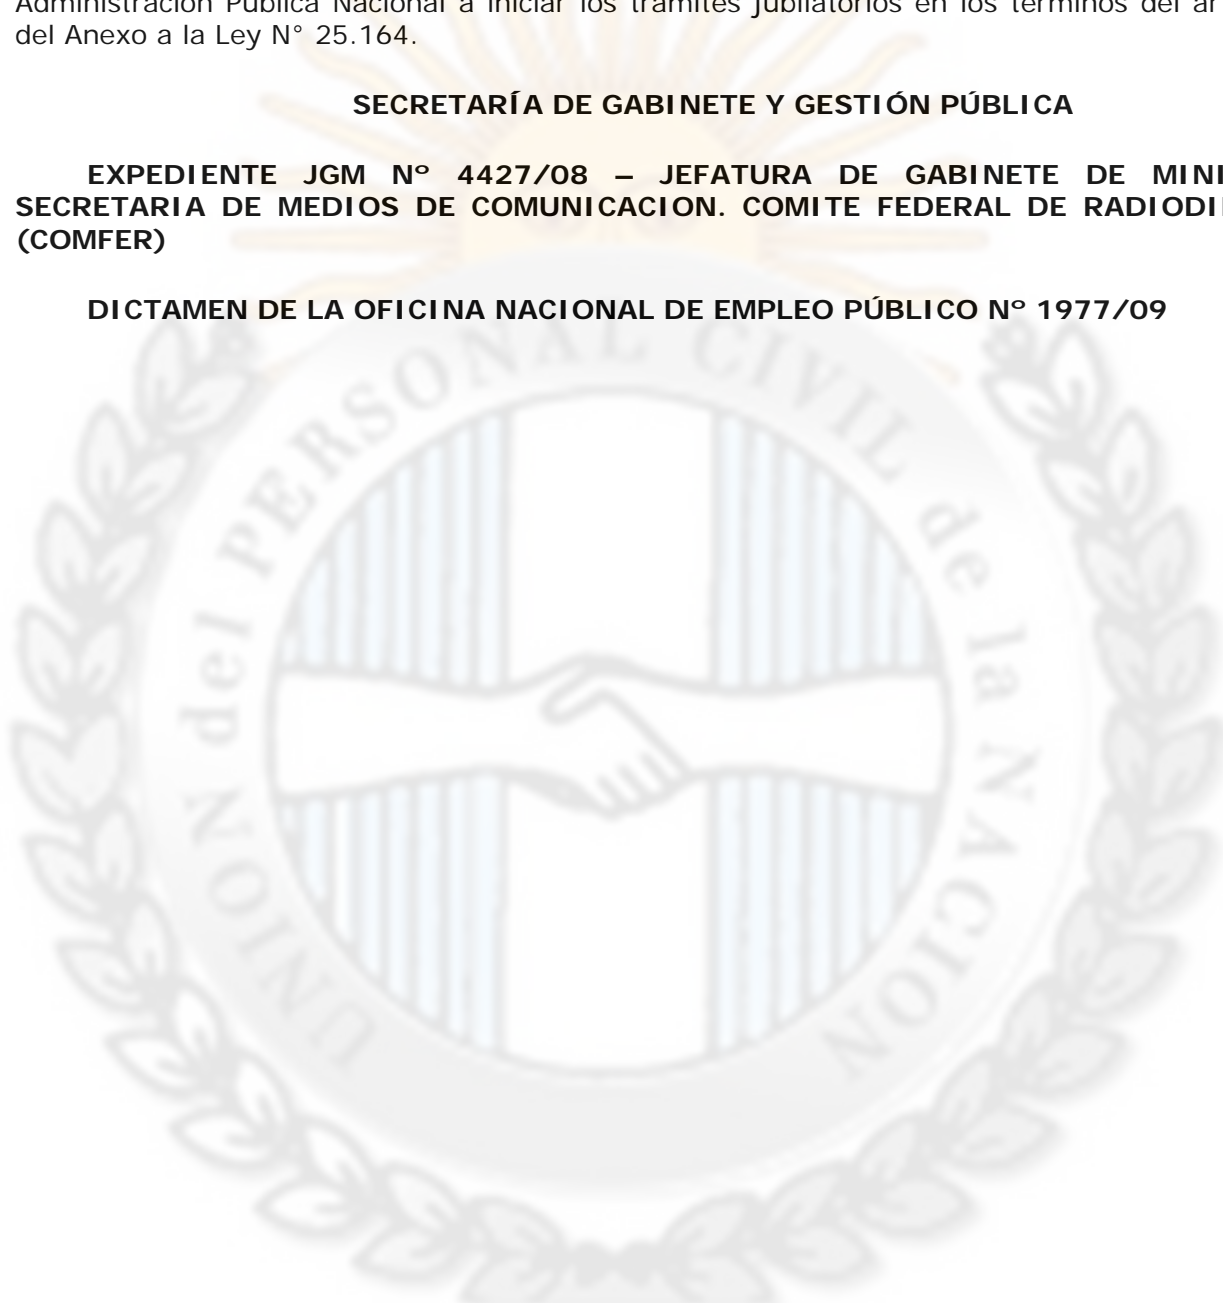 Administración Pública Nacional a iniciar los trámites jubilatorios en los términos del
del Anexo a la Ley N° 25.164.
SECRETARÍA DE GABINETE Y GESTIÓN PÚBLICA
EXPEDIENTE JGM Nº 4427/08 – JEFATURA DE GABINETE DE
SECRETARIA DE MEDIOS DE COMUNICACION. COMITE FEDERAL DE
(COMFER)
DICTAMEN DE LA OFICINA NACIONAL DE EMPLEO PÚBLICO Nº 1977/09
UNION del PERSONAL CIVIL de la NACION